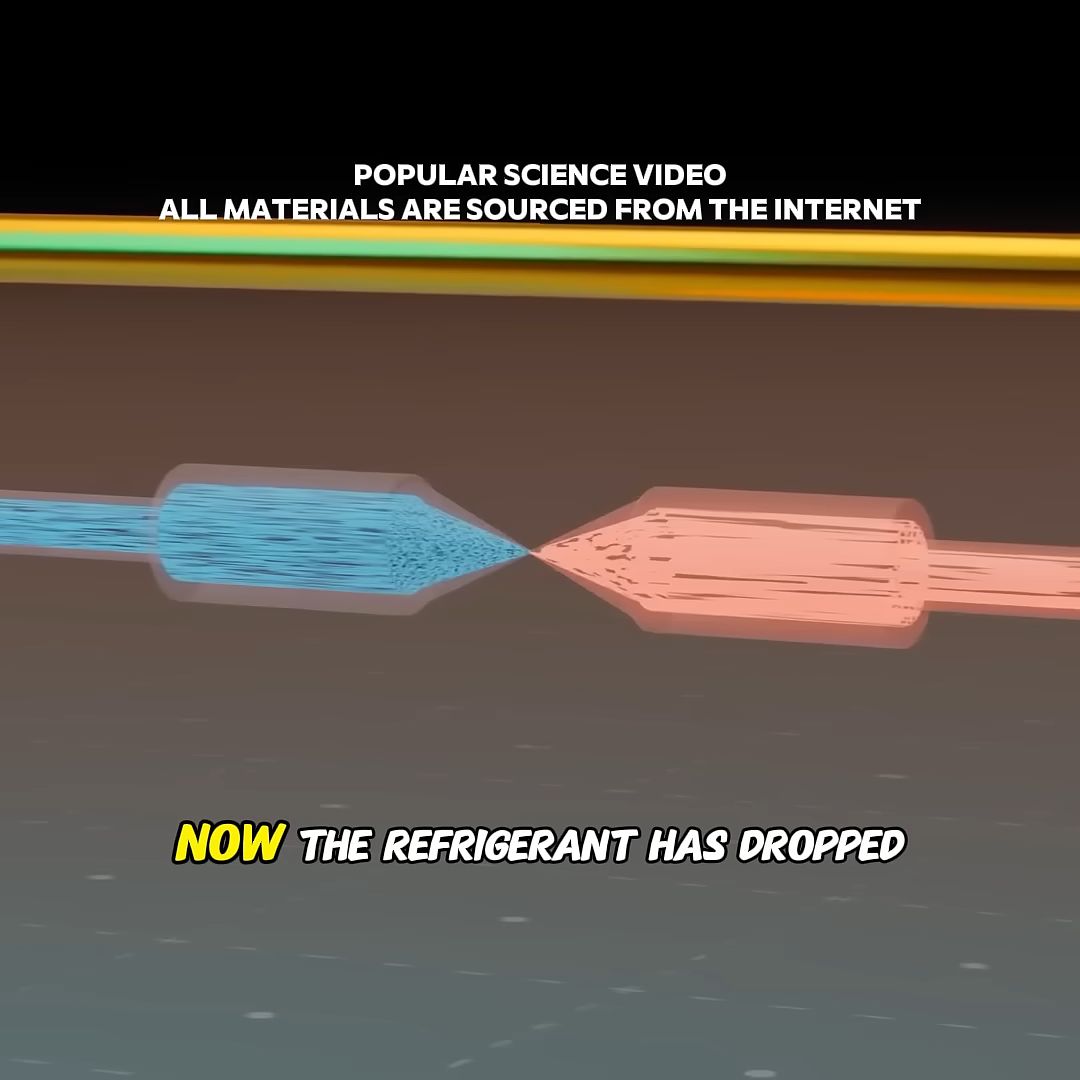 POPULAR SCIENCE VIDEO
ALL MATERIALS ARE SOURCED FROM THE INTERNET
NOW THE REFRIGERANT HAS DROPPED